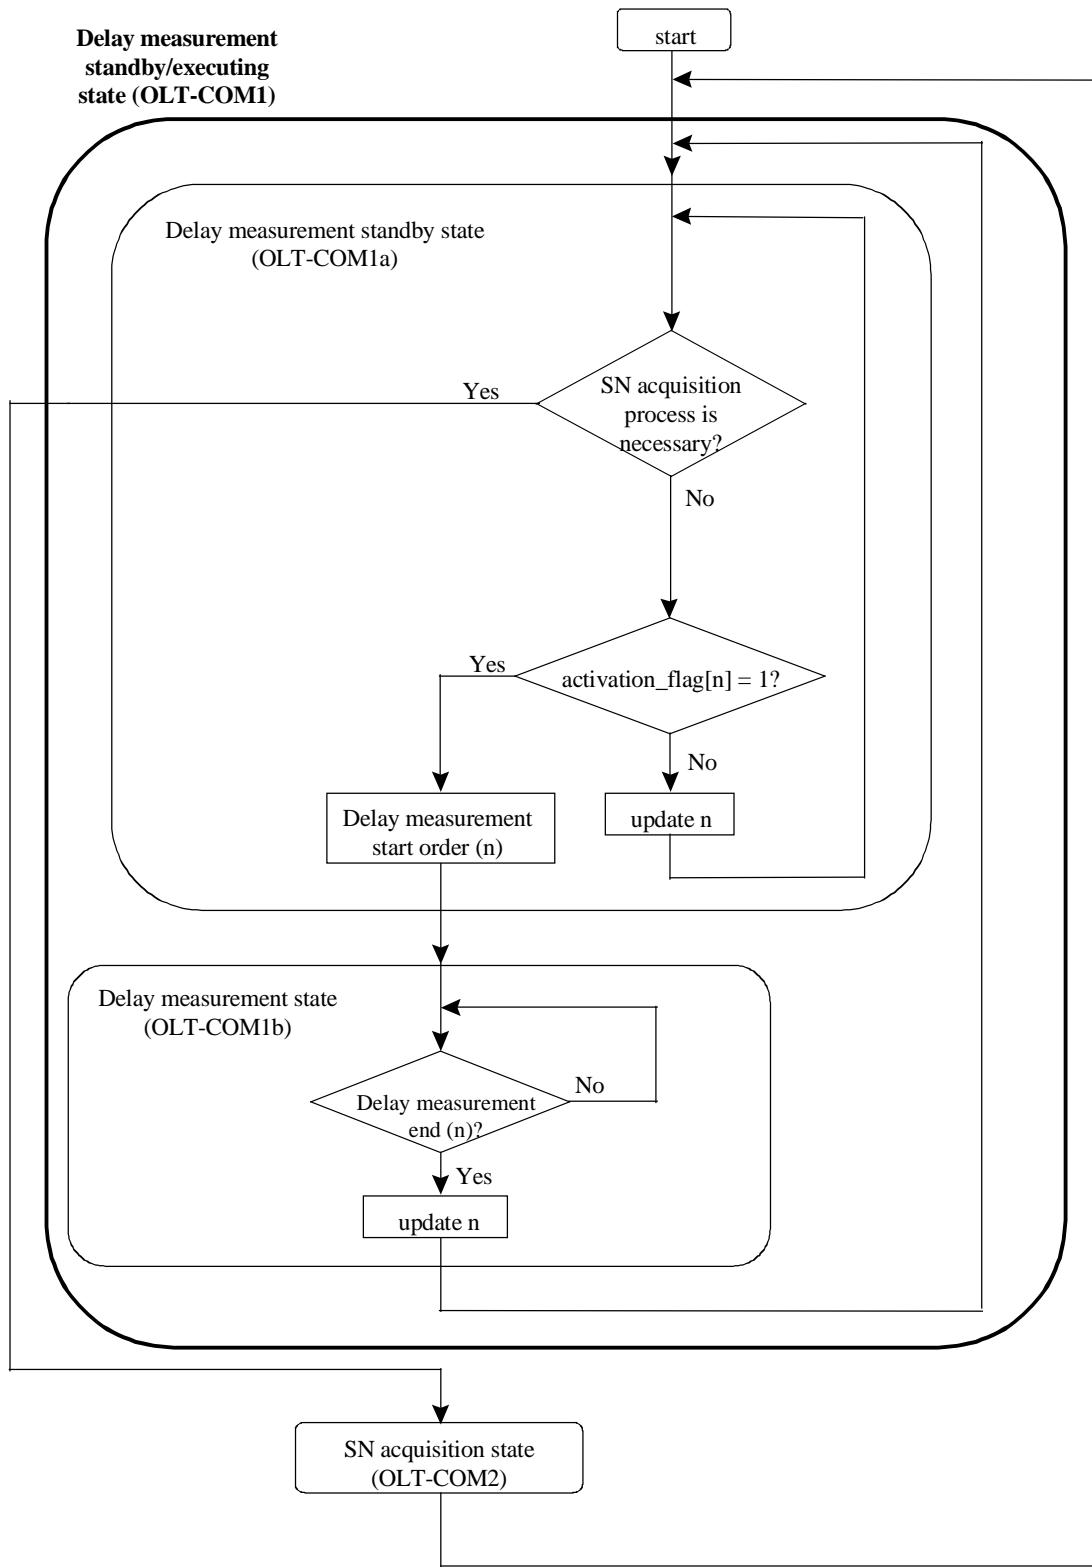 Delay measurement
standby/executing
state (OLT-COM1)
start
Delay measurement standby state
(OLT-COM1a)
Yes
SN acquisition
process is
necessary?
No
Yes
activation_flag[n] = 1?
No
Delay measurement
start order (n)
update n
Delay measurement state
(OLT-COM1b)
No
Delay measurement
end (n)?
Yes
update n
SN acquisition state
(OLT-COM2)